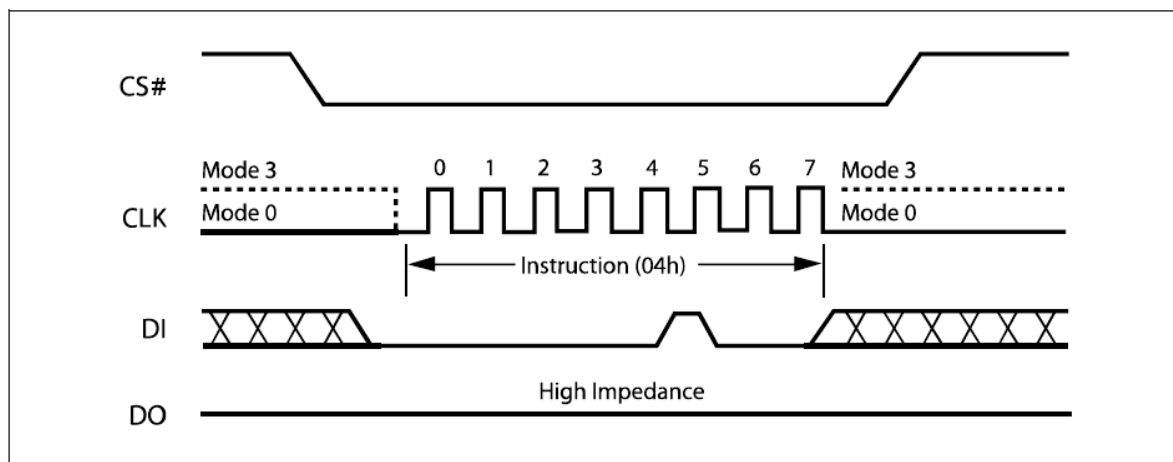 CS#
Mode 3
0 1 2 3 4 5 6 7
Mode 3
CLK
Mode 0
Mode 0
Instruction (04h)
DI
High Impedance
DO